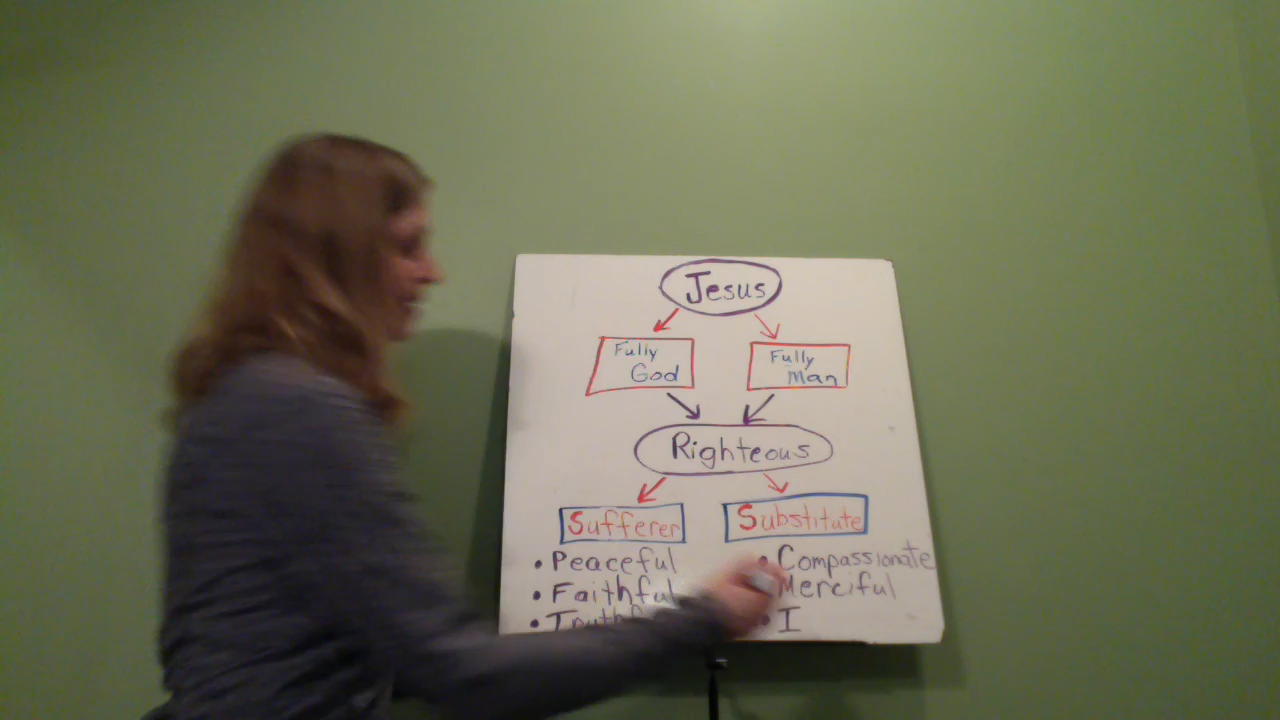 Jesus
Fully God
Fully Man
Righteous
Sufferer
Substitute
• Peaceful
• Faithful
• Compassionate
Merciful
• I